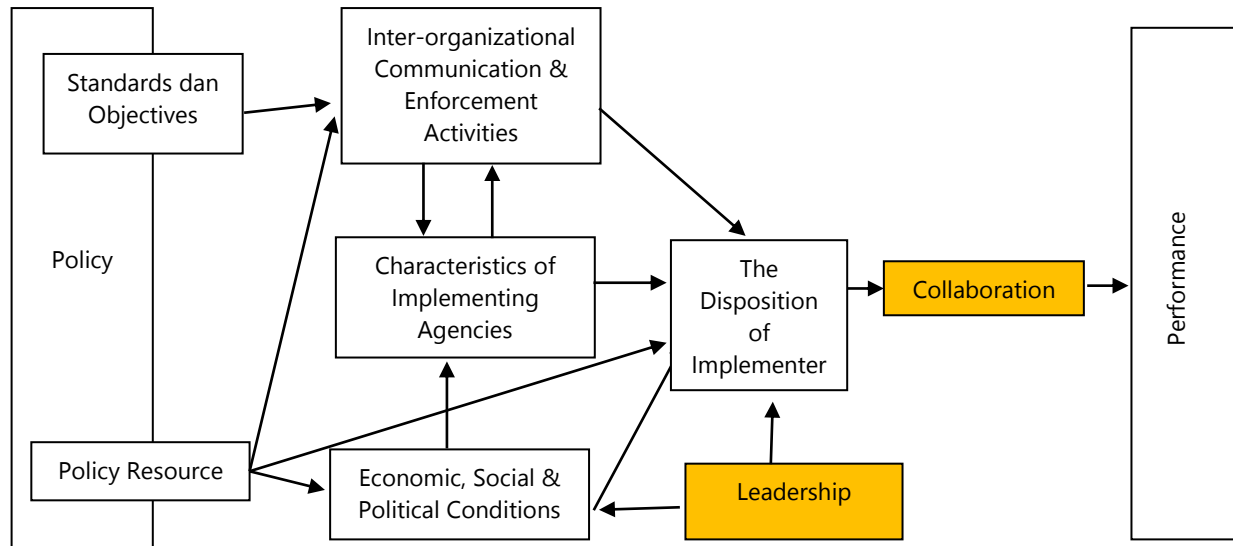 Standards dan
Objectives
Inter-organizational
Communication &
Enforcement
Activities
Policy
Characteristics of
Implementing
Agencies
The
Disposition
of
Implementer
Collaboration
Performance
Policy Resource
Economic, Social &
Political Conditions
Leadership